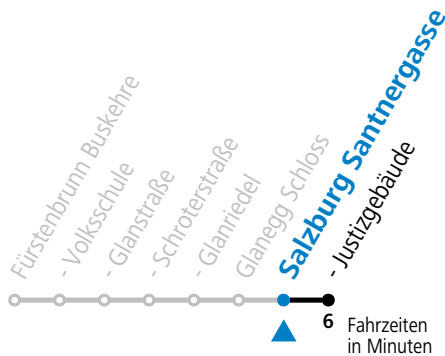 Fürstenbrunn Buskehre
- Volksschule
- Glanstraße
- Schroterstraße
- Glanriedel
Glanegg Schloss
Salzburg Santnergasse
- Justizgebäude
6 Fahrzeiten
in Minuten